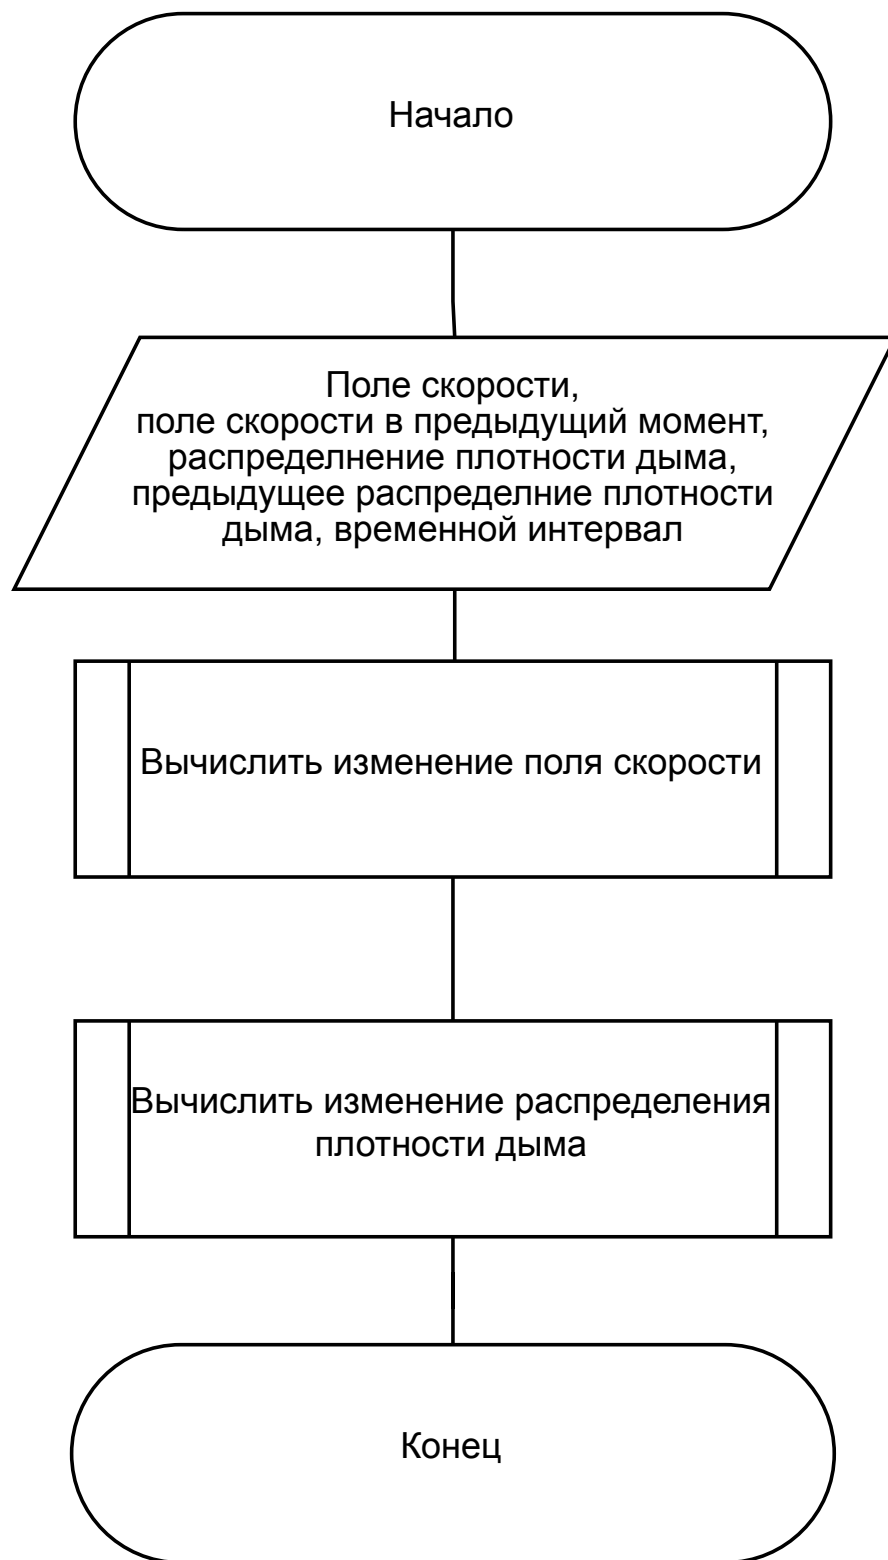 Начало
Поле скорости,
поле скорости в предыдущий момент,
распределнение плотности дыма,
предыдущее распределние плотности
дыма, временной интервал
Вычислить изменение поля скорости
Вычислить изменение распределения
плотности дыма
Конец